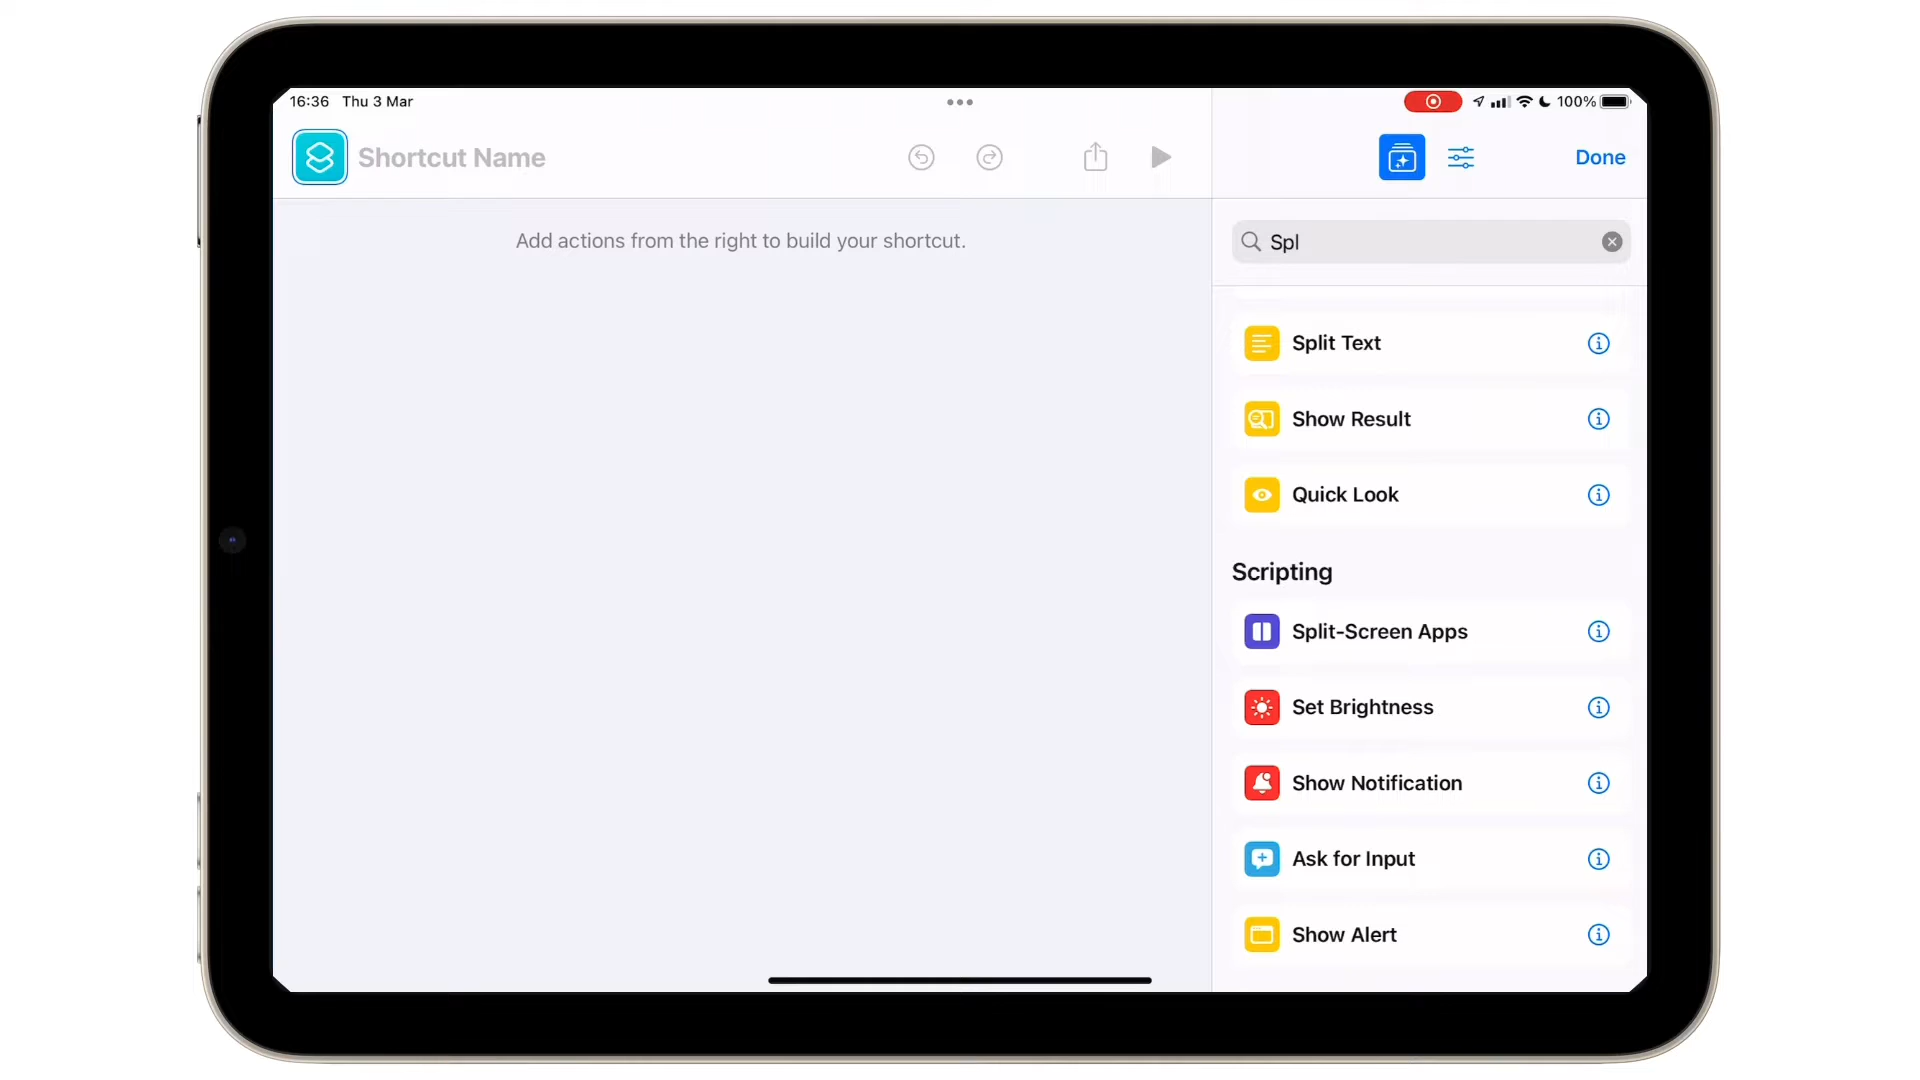 16:36 Thu 3 Mar
100%
Shortcut Name
Done
Add actions from the right to build your shortcut.
Spl
Split Text
Show Result
Quick Look
Scripting
Split-Screen Apps
Set Brightness
Show Notification
Ask for Input
Show Alert